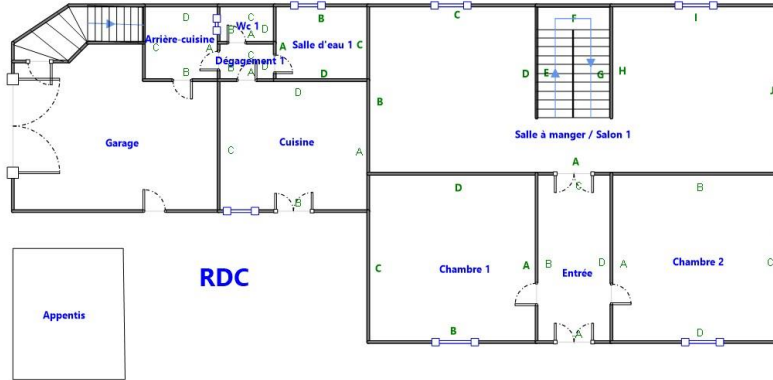 D
Wc 1
C
B
C
F
I
Arrière-cuisine
B
D
A
C
A
A
Salle d'eau 1
C
Dégagement 1
C
B
D
B
A
D
D
E
G
H
J
D
B
Garage
C
Cuisine
A
Salle à manger / Salon 1
A
B
D
C
B
C
Chambre 1
A
B
Entrée
D
A
Chambre 2
C
RDC
Appentis
B
A
D